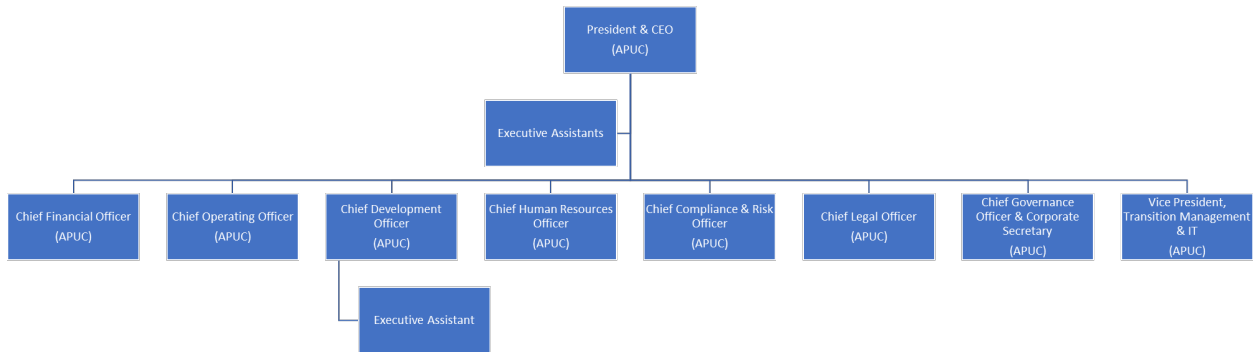 President & CEO
(APUC)
Executive Assistants
Chief Financial Officer
(APUC)
Chief Operating Officer
(APUC)
Chief Development
Officer
(APUC)
Chief Human Resources
Officer
(APUC)
Chief Compliance & Risk
Officer
(APUC)
Chief Legal Officer
(APUC)
Chief Governance
Officer & Corporate
Secretary
(APUC)
Vice President,
Transition Management
& IT
(APUC)
Executive Assistant